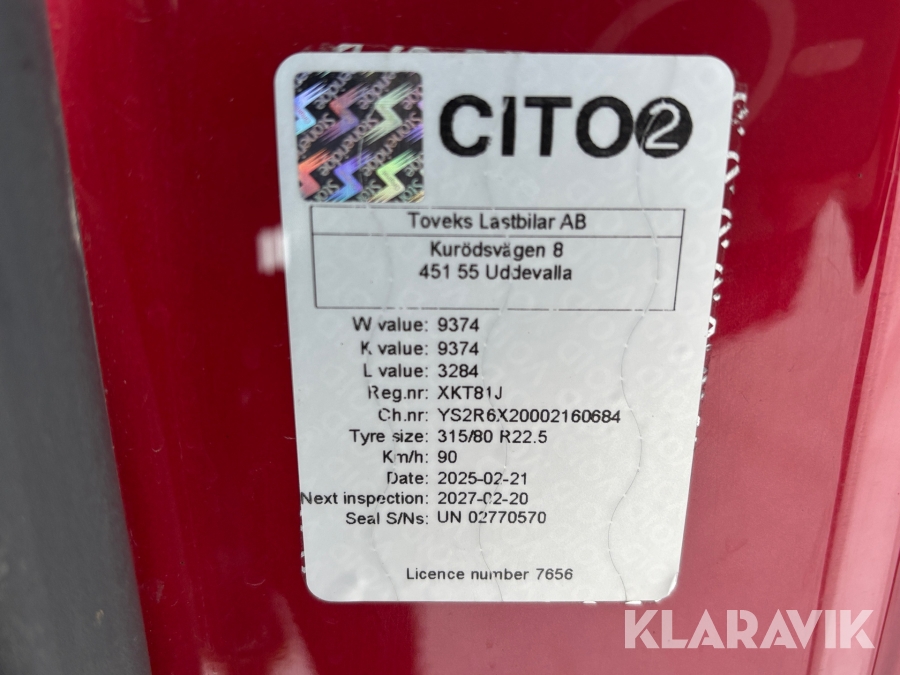 CITO2
Toveks Lastbilar AB
Kurödsvägen 8
451 55 Uddevalla
W value: 9374
K value: 9374
L value: 3284
Reg.nr: XKT81J
Ch.nr: YS2R6X20002160684
Tyre size: 315/80 R22.5
Km/h: 90
Date: 2025-02-21
Next inspection: 2027-02-20
Seal S/Ns: UN 02770570
Licence number 7656
KLARAVIK